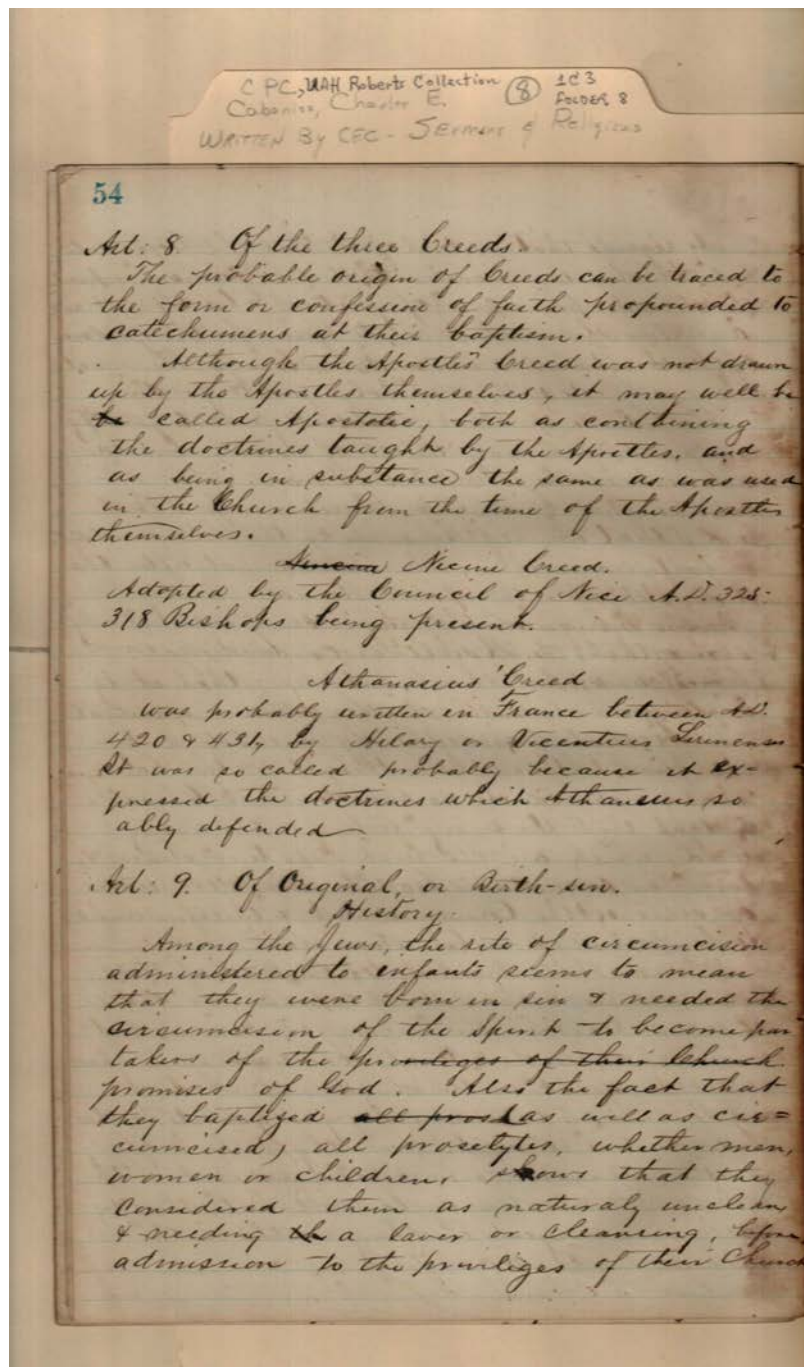 C PC, UAH Roberts Collection (8) 1C3
Cabaniss, Charles E. FOLDER 8
WRITTEN By CEC - SERMONS & Religious
54
Art: 8. Of the three Creeds.
The probable origin of Creeds can be traced to
the form or confession of faith propounded to
catechumens at their baptism.
Although the Apostles' Creed was not drawn
up by the Apostles themselves, it may well be
be called Apostolic, both as containing
the doctrines taught by the Apostles, and
as being in substance the same as was used
in the Church from the time of the Apostles
themselves.
Nicene Creed.
Adopted by the Council of Nice A.D. 325.
318 Bishops being present.
Athanasius' Creed
was probably written in France between A.D.
420 & 431, by Hilary or Vicentius Lirinensis
It was so called probably because it ex-
pressed the doctrines which Athanasius so
ably defended
Art: 9. Of Original, or Birth-sin.
History.
Among the Jews, the rite of circumcision
administered to infants seems to mean
that they were born in sin & needed the
circumcision of the Spirit to become par
takers of the privileges of their Church
promises of God. Also the fact that
they baptized all pros as well as cir=
cumcised, all proselytes, whether men,
women or children, shows that they
considered them as naturaly unclean,
& needing th a laver or cleansing, before
admission to the privileges of their Church